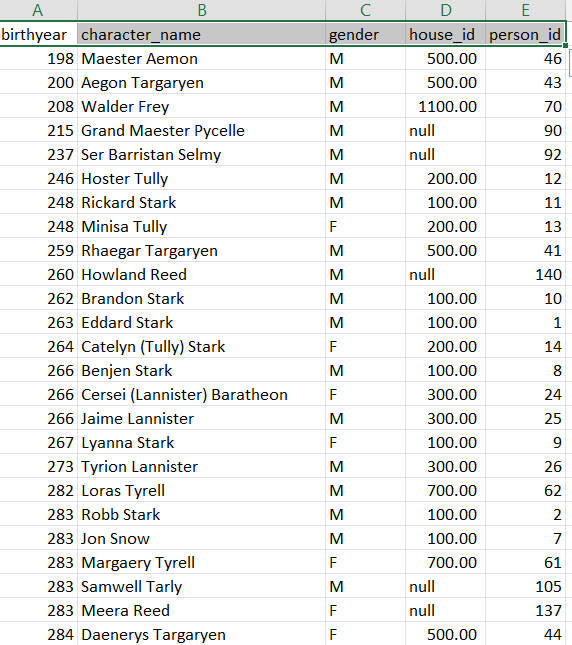 A B C D E
birthyear character_name gender house_id person_id
198 Maester Aemon M 500.00 46
200 Aegon Targaryen M 500.00 43
208 Walder Frey M 1100.00 70
215 Grand Maester Pycelle M null 90
237 Ser Barristan Selmy M null 92
246 Hoster Tully M 200.00 12
248 Rickard Stark M 100.00 11
248 Minisa Tully F 200.00 13
259 Rhaegar Targaryen M 500.00 41
260 Howland Reed M null 140
262 Brandon Stark M 100.00 10
263 Eddard Stark M 100.00 1
264 Catelyn (Tully) Stark F 200.00 14
266 Benjen Stark M 100.00 8
266 Cersei (Lannister) Baratheon F 300.00 24
266 Jaime Lannister M 300.00 25
267 Lyanna Stark F 100.00 9
273 Tyrion Lannister M 300.00 26
282 Loras Tyrell M 700.00 62
283 Robb Stark M 100.00 2
283 Jon Snow M 100.00 7
283 Margaery Tyrell F 700.00 61
283 Samwell Tarly M null 105
283 Meera Reed F null 137
284 Daenerys Targaryen F 500.00 44